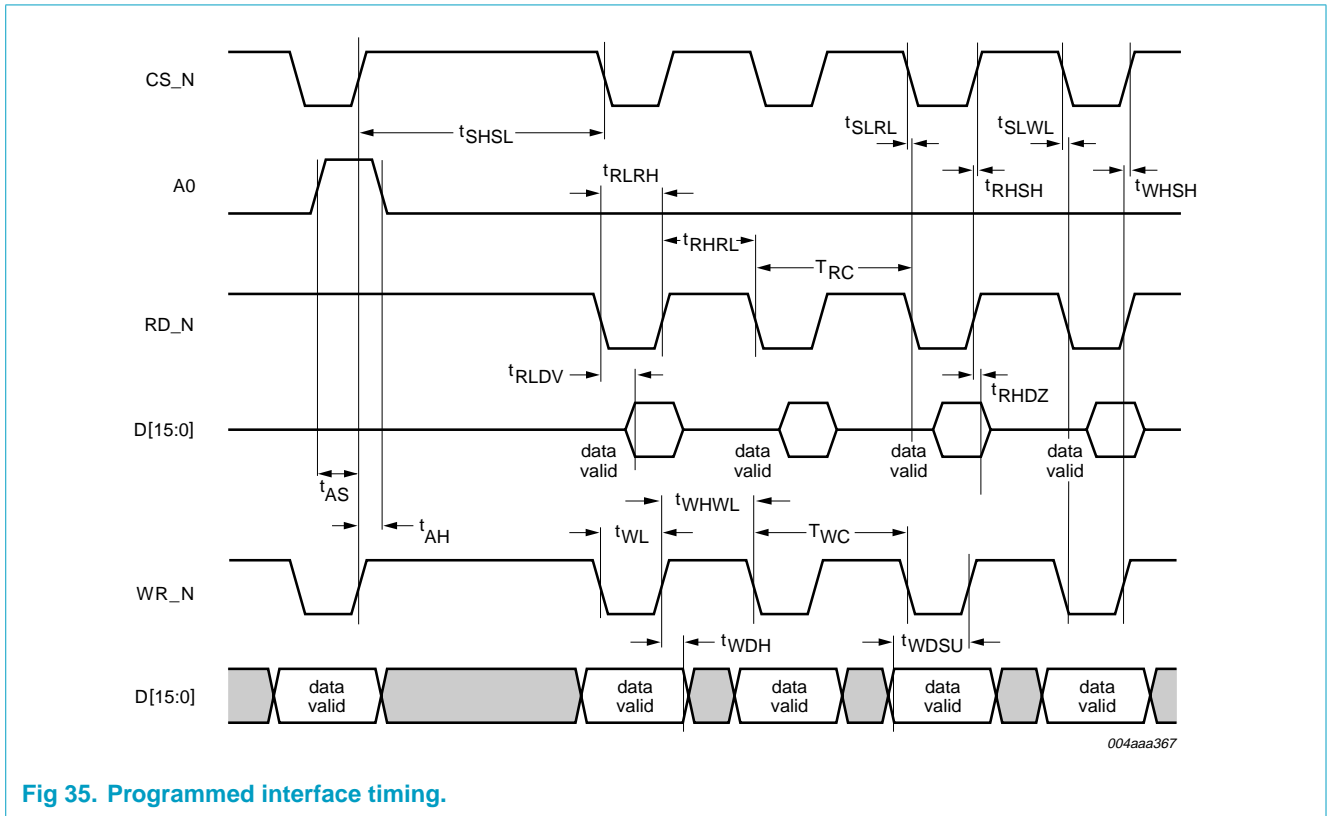 CS_N
tSHSL
tSLRL
tSLWL
A0
tRLRH
tRHSH
tWHSH
tRHRL
TRC
RD_N
tRLDV
tRHDZ
D[15:0]
data
valid
data
valid
data
valid
data
valid
tAS
tAH
tWHWL
tWL
TWC
WR_N
tWDH
tWDSU
D[15:0]
data
valid
data
valid
data
valid
data
valid
data
valid
004aaa367
Fig 35. Programmed interface timing.